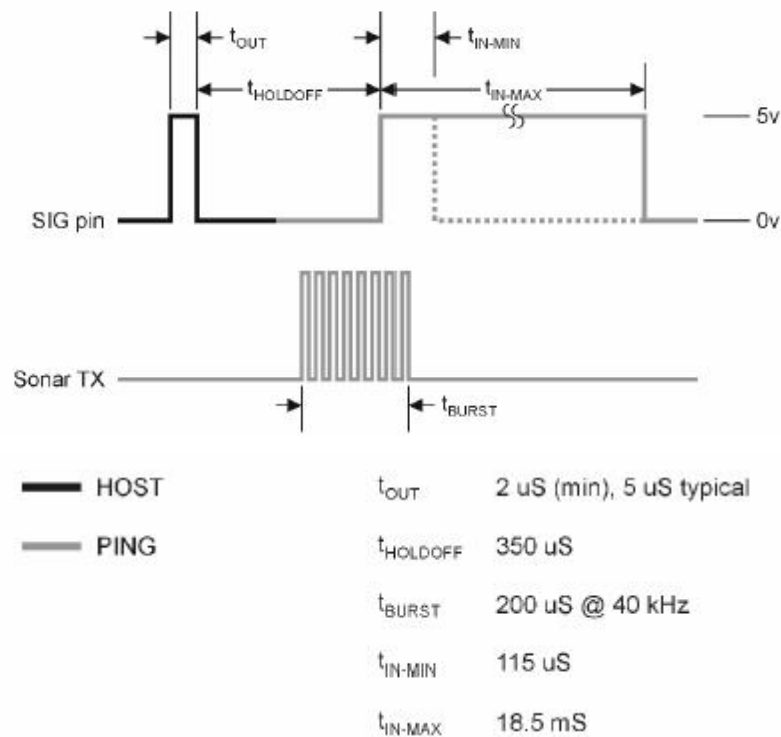 tOUT
tIN-MIN
tHOLDOFF
tIN-MAX
5v
SIG pin
0v
Sonar TX
tBURST
HOST
tOUT 2 uS (min), 5 uS typical
PING
tHOLDOFF 350 uS
tBURST 200 uS @ 40 kHz
tIN-MIN 115 uS
tIN-MAX 18.5 mS